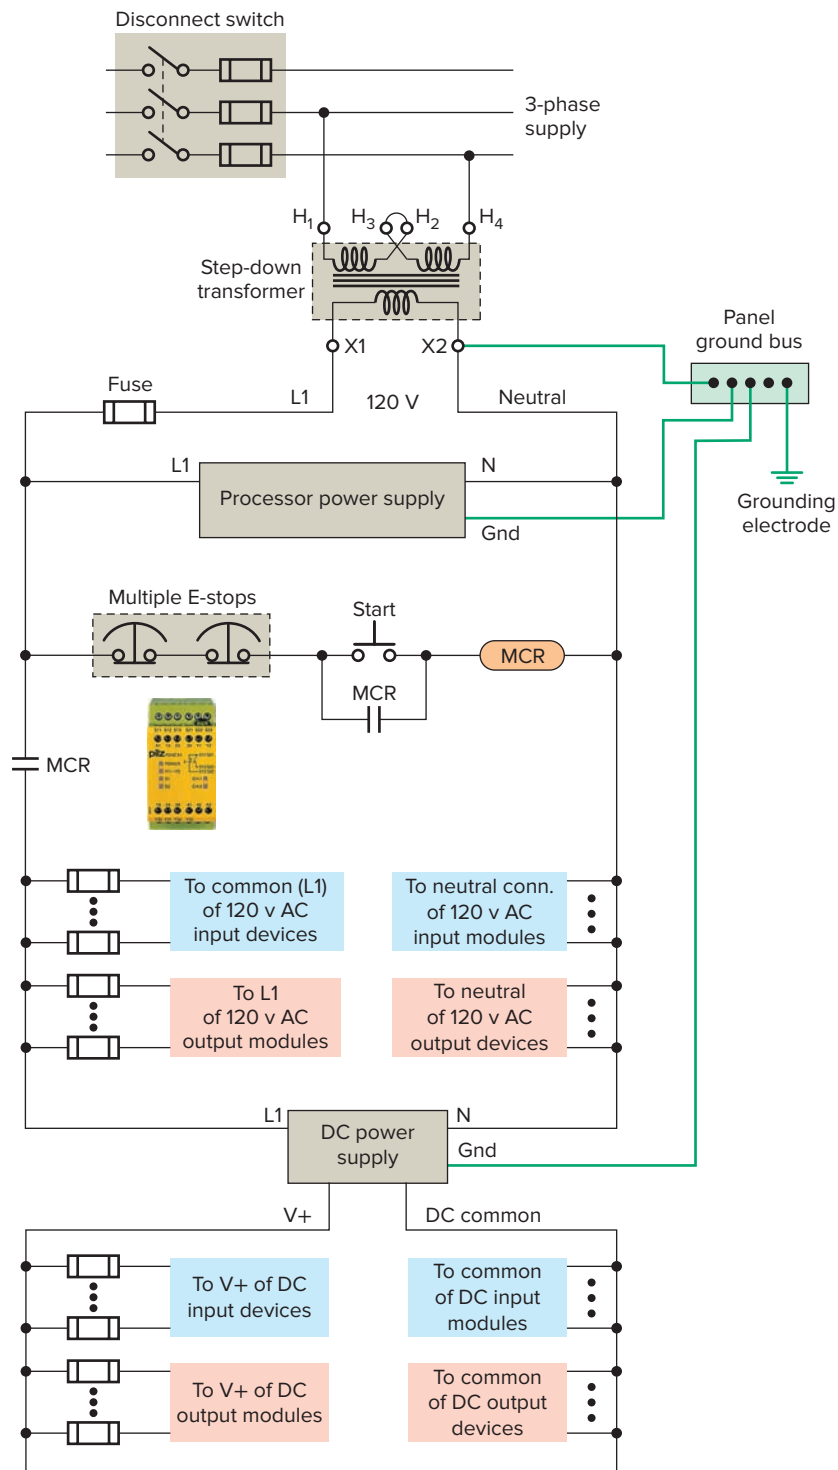 Disconnect switch
3-phase
supply
H1
H3
H2
H4
Step-down
transformer
X1
X2
Panel
ground bus
Fuse
L1
120 V
Neutral
L1
N
Processor power supply
Gnd
Grounding
electrode
Multiple E-stops
Start
MCR
MCR
MCR
pilz
To common (L1)
of 120 v AC
input devices
To neutral conn.
of 120 v AC
input modules
To L1
of 120 v AC
output modules
To neutral
of 120 v AC
output devices
L1
N
DC power
supply
Gnd
V+
DC common
To V+ of DC
input devices
To common
of DC input
modules
To V+ of DC
output modules
To common
of DC output
devices